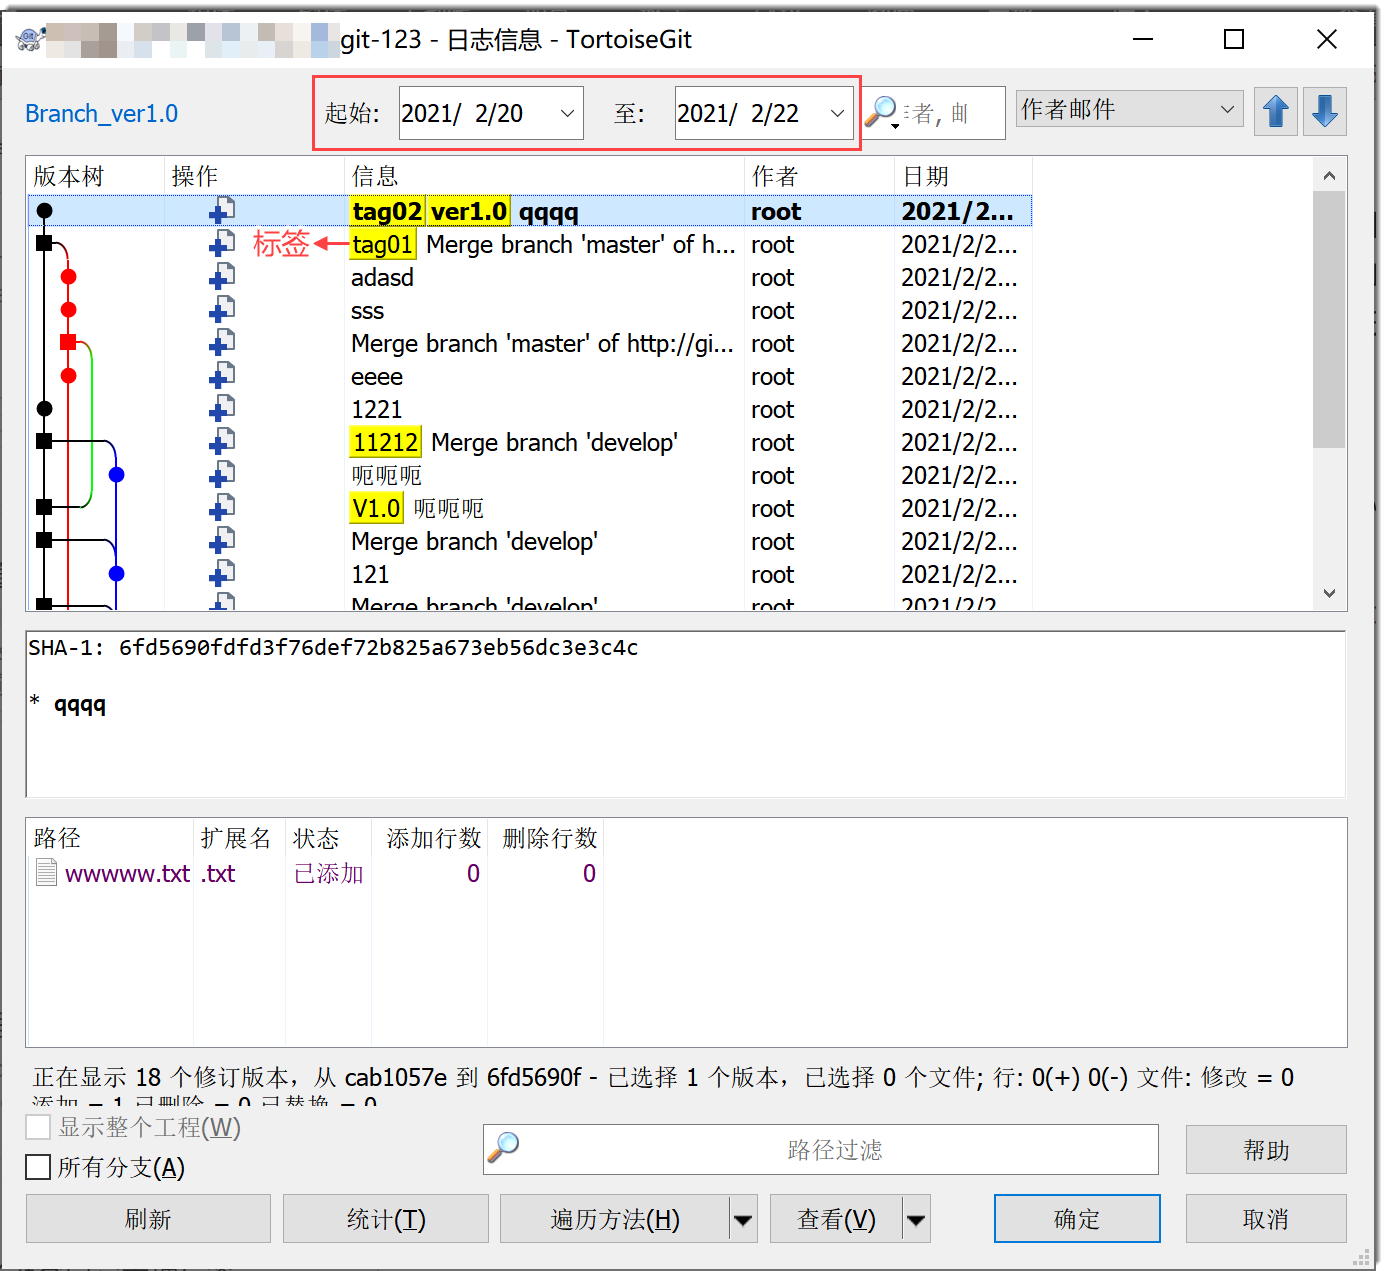 git-123 - 日志信息 - TortoiseGit
Branch_ver1.0 起始: 2021/ 2/20 至: 2021/ 2/22 者, 邮 作者邮件
版本树 操作 信息 作者 日期
tag02 ver1.0 qqqq root 2021/2...
标签 tag01 Merge branch 'master' of h... root 2021/2/2...
adasd root 2021/2/2...
sss root 2021/2/2...
Merge branch 'master' of http://gi... root 2021/2/2...
eeee root 2021/2/2...
1221 root 2021/2/2...
11212 Merge branch 'develop' root 2021/2/2...
呃呃呃 root 2021/2/2...
V1.0 呃呃呃 root 2021/2/2...
Merge branch 'develop' root 2021/2/2...
121 root 2021/2/2...
Merge branch 'develop' root 2021/2/2...
SHA-1: 6fd5690fdfd3f76def72b825a673eb56dc3e3c4c
* qqqq
路径 扩展名 状态 添加行数 删除行数
wwwww.txt .txt 已添加 0 0
正在显示 18 个修订版本，从 cab1057e 到 6fd5690f - 已选择 1 个版本，已选择 0 个文件; 行: 0(+) 0(-) 文件: 修改 = 0
添加 = 1 已删除 = 0 已替换 = 0
显示整个工程(W)
所有分支(A)
路径过滤
帮助
刷新 统计(T) 遍历方法(H) 查看(V) 确定 取消